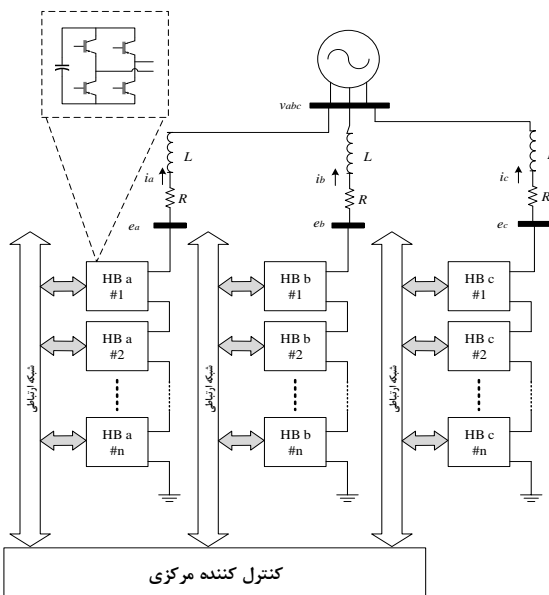 vabc
L
L
L
ia
ib
ic
R
R
R
ea
eb
ec
HB a
#1
HB b
#1
HB c
#1
HB a
#2
HB b
#2
HB c
#2
HB a
#n
HB b
#n
HB c
#n
شبکه ارتباطی
شبکه ارتباطی
شبکه ارتباطی
کنترل کننده مرکزی